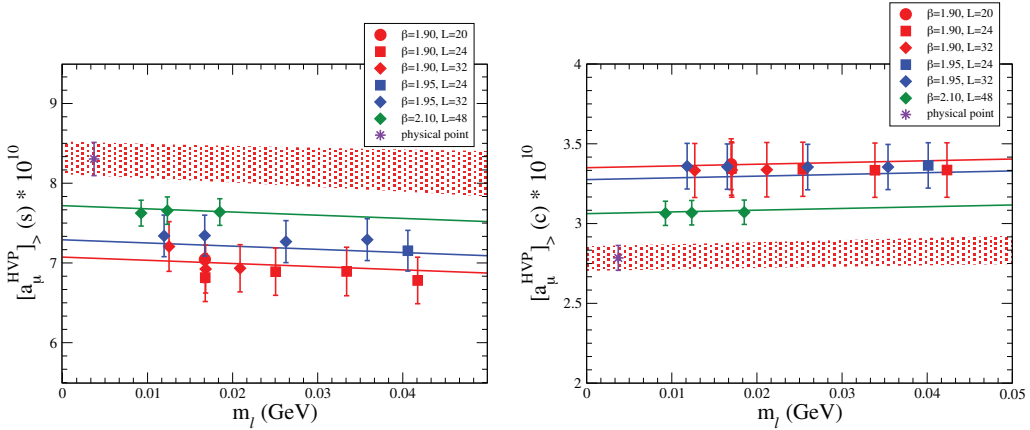 β=1.90, L=20
β=1.90, L=24
β=1.90, L=32
β=1.95, L=24
β=1.95, L=32
β=2.10, L=48
physical point
[a_μ^HVP]_> (s) * 10^10
9
8
7
6
0
0.01
0.02
0.03
0.04
m_l (GeV)
β=1.90, L=20
β=1.90, L=24
β=1.90, L=32
β=1.95, L=24
β=1.95, L=32
β=2.10, L=48
physical point
[a_μ^HVP]_> (c) * 10^10
4
3.5
3
2.5
2
0
0.01
0.02
0.03
0.04
0.05
m_l (GeV)